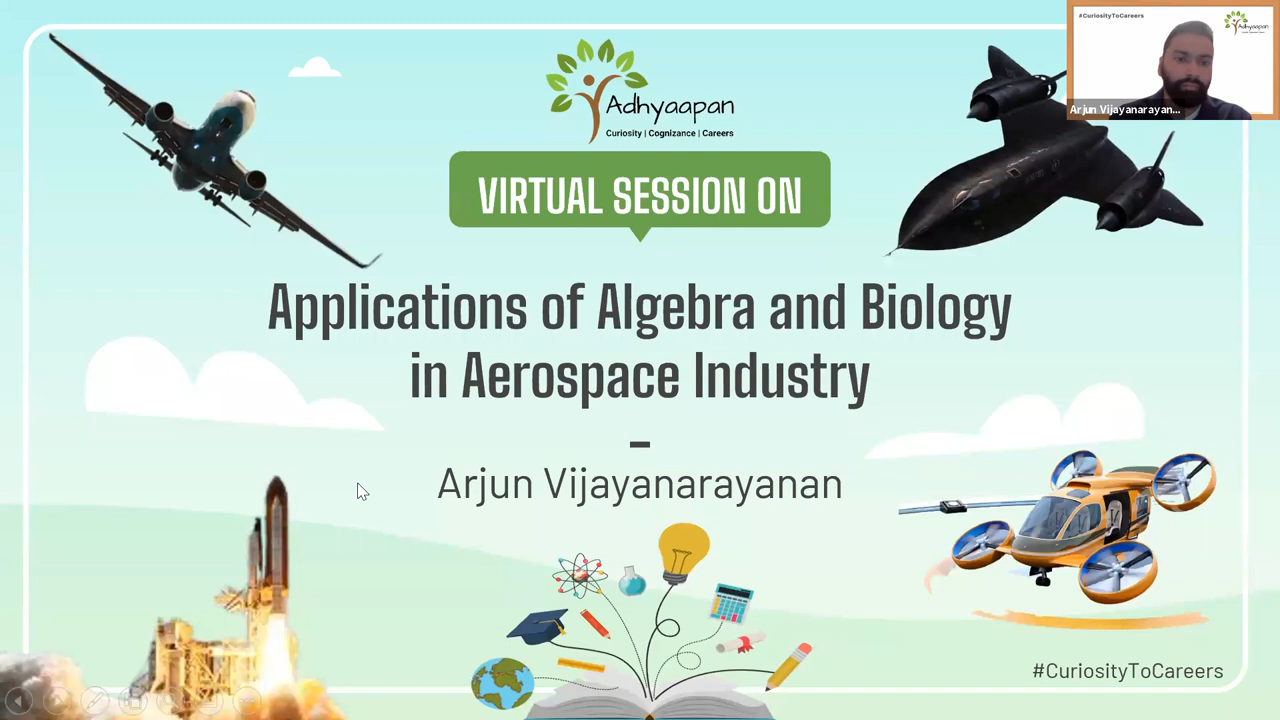 #CuriosityToCareers
Adhyaapan
Arjun Vijayanarayan...
Adhyaapan
Curiosity | Cognizance | Careers
VIRTUAL SESSION ON
Applications of Algebra and Biology
in Aerospace Industry
–
Arjun Vijayanarayanan
#CuriosityToCareers